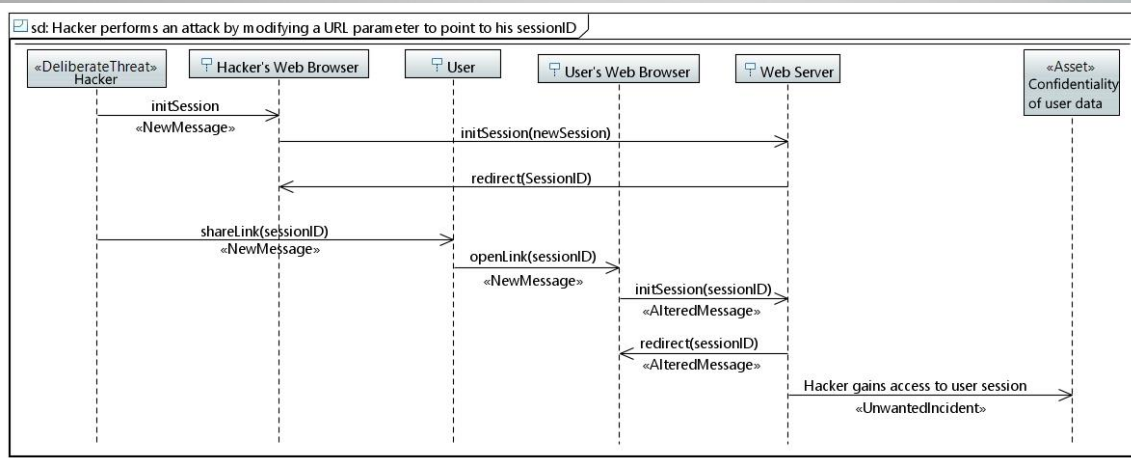 sd: Hacker performs an attack by modifying a URL parameter to point to his sessionID
«DeliberateThreat»
Hacker
Hacker's Web Browser
User
User's Web Browser
Web Server
«Asset»
Confidentiality
of user data
initSession
«NewMessage»
initSession(newSession)
redirect(SessionID)
shareLink(sessionID)
«NewMessage»
openLink(sessionID)
«NewMessage»
initSession(sessionID)
«AlteredMessage»
redirect(sessionID)
«AlteredMessage»
Hacker gains access to user session
«UnwantedIncident»